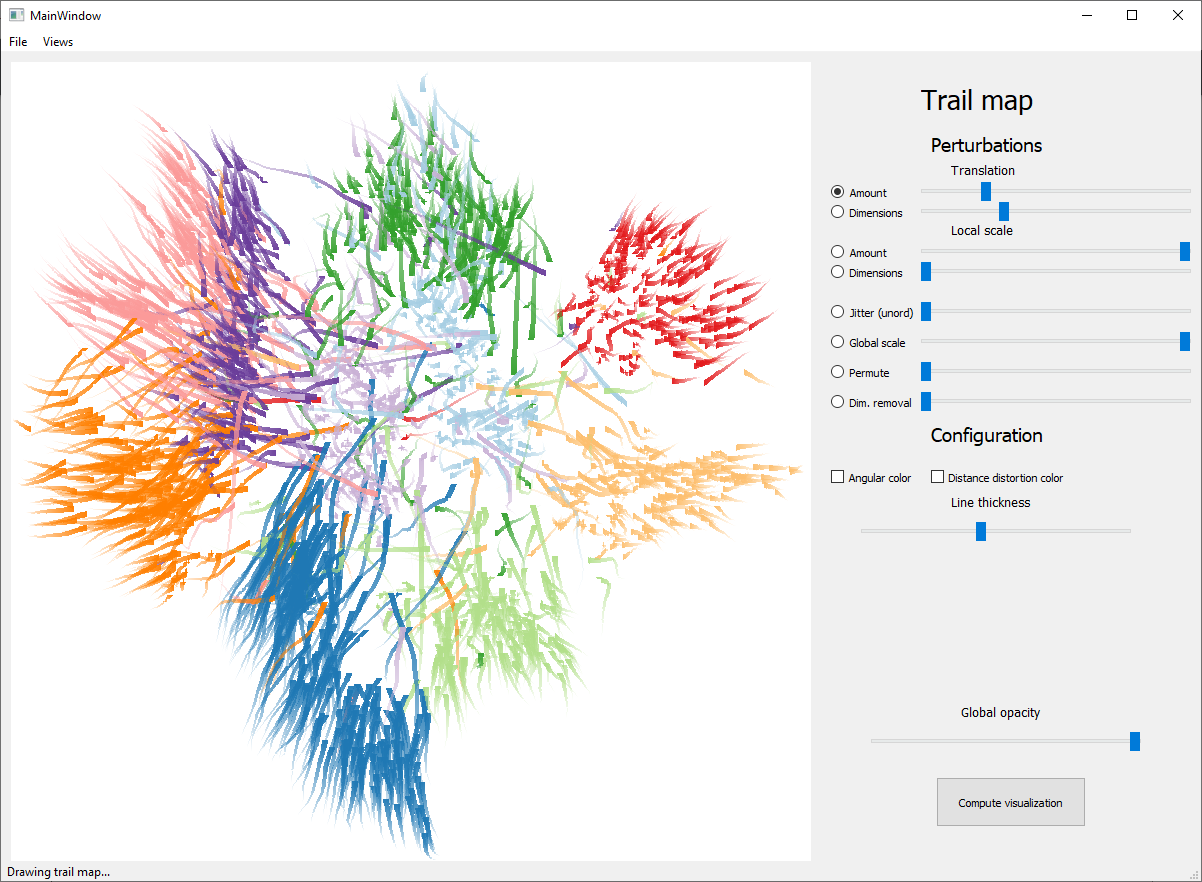 MainWindow
File Views
Trail map
Perturbations
Translation
Amount
Dimensions
Local scale
Amount
Dimensions
Jitter (unord)
Global scale
Permute
Dim. removal
Configuration
Angular color Distance distortion color
Line thickness
Global opacity
Compute visualization
Drawing trail map...